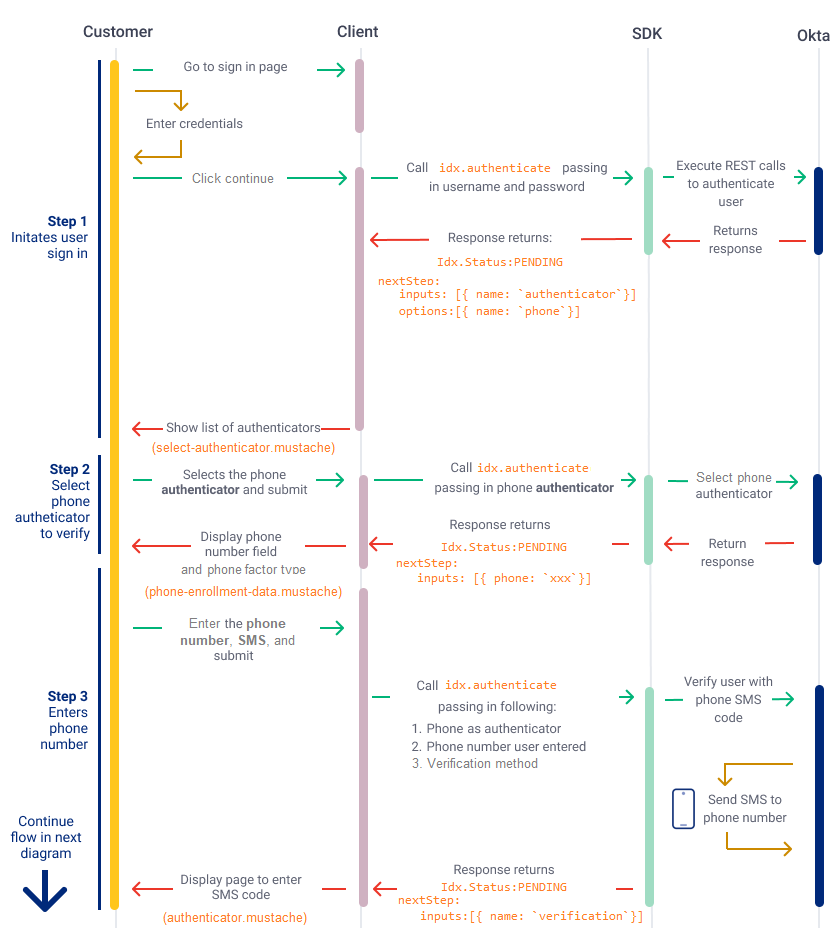 Customer
Client
SDK
Okta
Go to sign in page
Enter credentials
Click continue
Call idx.authenticate passing
in username and password
Execute REST calls
to authenticate
user
Step 1
Initates user
sign in
Response returns:
Returns
response
Idx.Status:PENDING
nextStep:
inputs: [{ name: `authenticator`}]
options:[{ name: `phone`}]
Show list of authenticators
(select-authenticator.mustache)
Step 2
Select
phone
autheticator
to verify
Selects the phone
authenticator and submit
Call idx.authenticate
passing in phone authenticator
Select phone
authenticator
Display phone
number field
and phone factor type
(phone-enrollment-data.mustache)
Response returns
Idx.Status:PENDING
nextStep:
inputs: [{ phone: `xxx`}]
Return
response
Enter the phone
number, SMS, and
submit
Step 3
Enters
phone
number
Call idx.authenticate
passing in following:
1. Phone as authenticator
2. Phone number user entered
3. Verification method
Verify user with
phone SMS
code
Send SMS to
phone number
Continue
flow in next
diagram
Display page to enter
SMS code
(authenticator.mustache)
Response returns
Idx.Status:PENDING
nextStep:
inputs:[{ name: `verification`}]